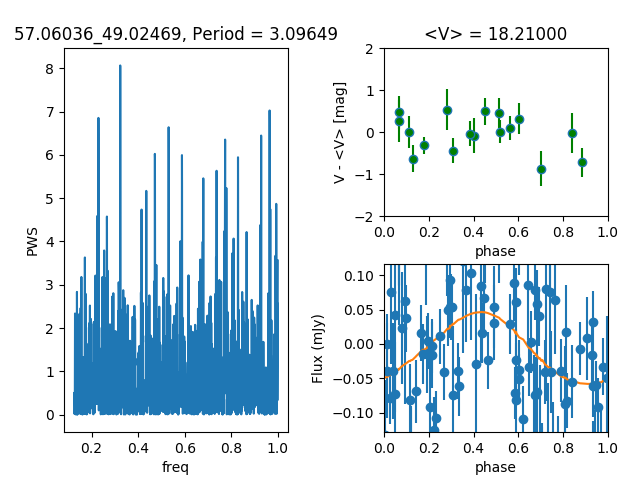 57.06036_49.02469, Period = 3.09649
<V> = 18.21000
8
7
6
5
4
3
2
1
0
PWS
0.2 0.4 0.6 0.8 1.0
freq
2
1
0
−1
−2
V - <V> [mag]
0.0 0.2 0.4 0.6 0.8 1.0
phase
0.10
0.05
0.00
−0.05
−0.10
Flux (mJy)
0.0 0.2 0.4 0.6 0.8 1.0
phase